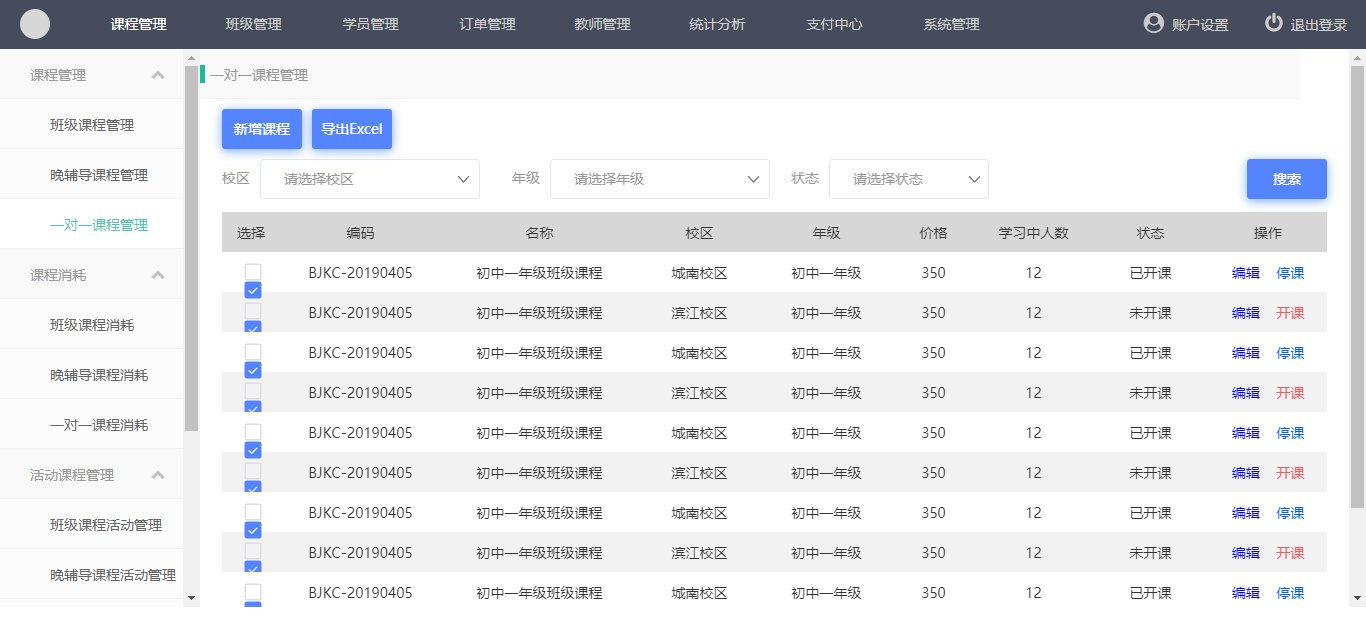 课程管理 班级管理 学员管理 订单管理 教师管理 统计分析 支付中心 系统管理 账户设置 退出登录
课程管理
班级课程管理
晚辅导课程管理
一对一课程管理
课程消耗
班级课程消耗
晚辅导课程消耗
一对一课程消耗
活动课程管理
班级课程活动管理
晚辅导课程活动管理
一对一课程管理
新增课程 导出Excel
校区 请选择校区 年级 请选择年级 状态 请选择状态 搜索
选择 编码 名称 校区 年级 价格 学习中人数 状态 操作
BJKC-20190405 初中一年级班级课程 城南校区 初中一年级 350 12 已开课 编辑 停课
BJKC-20190405 初中一年级班级课程 滨江校区 初中一年级 350 12 未开课 编辑 开课
BJKC-20190405 初中一年级班级课程 城南校区 初中一年级 350 12 已开课 编辑 停课
BJKC-20190405 初中一年级班级课程 滨江校区 初中一年级 350 12 未开课 编辑 开课
BJKC-20190405 初中一年级班级课程 城南校区 初中一年级 350 12 已开课 编辑 停课
BJKC-20190405 初中一年级班级课程 滨江校区 初中一年级 350 12 未开课 编辑 开课
BJKC-20190405 初中一年级班级课程 城南校区 初中一年级 350 12 已开课 编辑 停课
BJKC-20190405 初中一年级班级课程 滨江校区 初中一年级 350 12 未开课 编辑 开课
BJKC-20190405 初中一年级班级课程 城南校区 初中一年级 350 12 已开课 编辑 停课